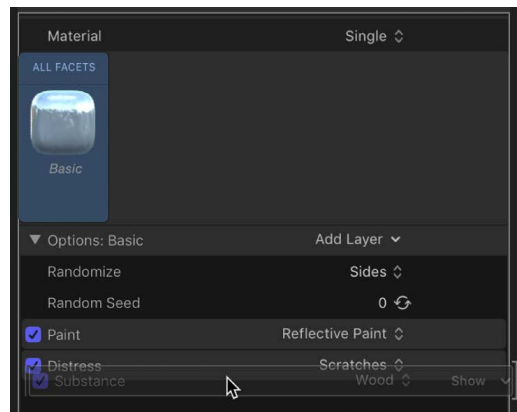 Material Single
ALL FACETS
Basic
Options: Basic Add Layer
Randomize Sides
Random Seed 0
Paint Reflective Paint
Distress Scratches
Substance Wood Show